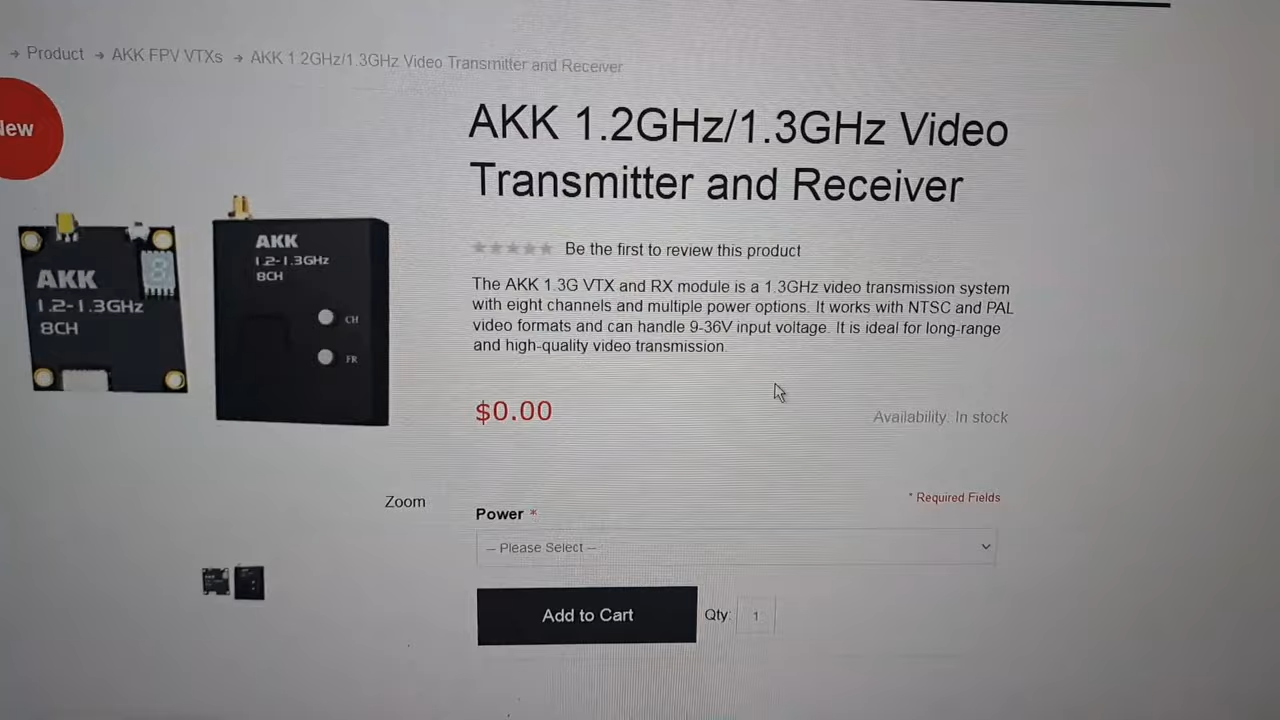 → Product → AKK FPV VTXs → AKK 1.2GHz/1.3GHz Video Transmitter and Receiver
New
AKK 1.2GHz/1.3GHz Video
Transmitter and Receiver
Be the first to review this product
The AKK 1.3G VTX and RX module is a 1.3GHz video transmission system
with eight channels and multiple power options. It works with NTSC and PAL
video formats and can handle 9-36V input voltage. It is ideal for long-range
and high-quality video transmission.
AKK
1.2-1.3GHz
8CH
AKK
1.2-1.3GHz
8CH
CH
FR
$0.00
Availability: In stock
Zoom
* Required Fields
Power *
-- Please Select --
Add to Cart
Qty: 1